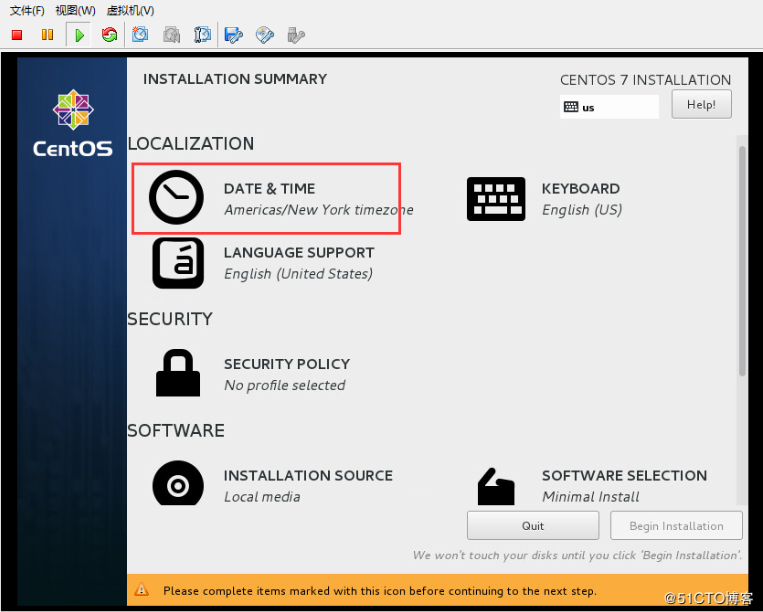 文件(F) 视图(W) 虚拟机(V)
INSTALLATION SUMMARY
CENTOS 7 INSTALLATION
us
Help!
CentOS
LOCALIZATION
DATE & TIME
Americas/New York timezone
KEYBOARD
English (US)
LANGUAGE SUPPORT
English (United States)
SECURITY
SECURITY POLICY
No profile selected
SOFTWARE
INSTALLATION SOURCE
Local media
SOFTWARE SELECTION
Minimal Install
Quit
Begin Installation
We won't touch your disks until you click 'Begin Installation'.
Please complete items marked with this icon before continuing to the next step.
@51CTO博客